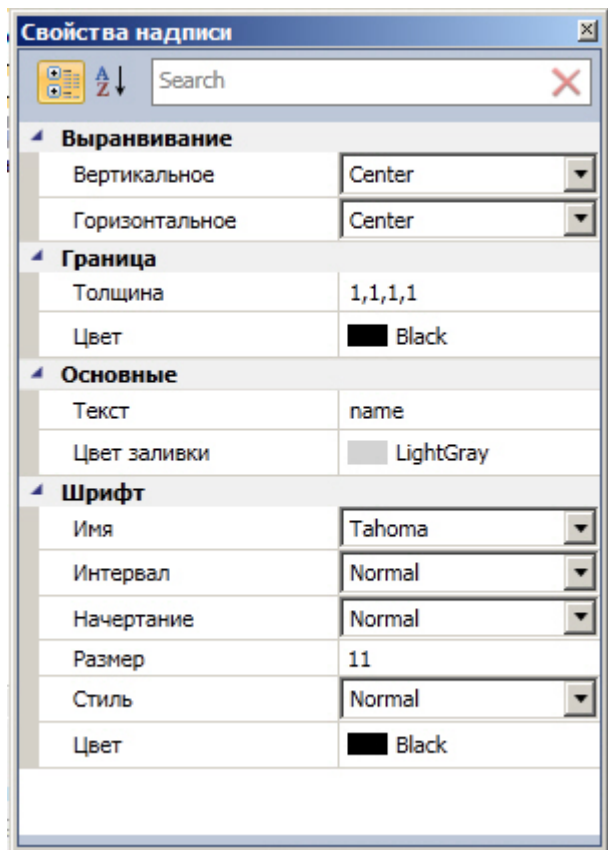 Свойства надписи
Search
Выранвивание
Вертикальное Center
Горизонтальное Center
Граница
Толщина 1,1,1,1
Цвет Black
Основные
Текст name
Цвет заливки LightGray
Шрифт
Имя Tahoma
Интервал Normal
Начертание Normal
Размер 11
Стиль Normal
Цвет Black